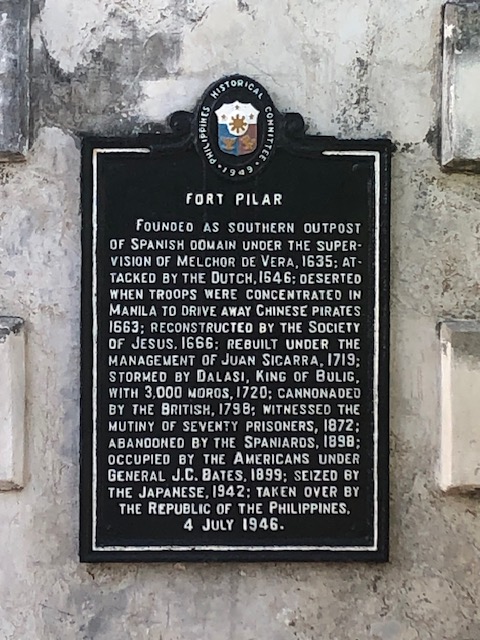 PHILIPPINES HISTORICAL COMMITTEE
• 1949 •
FORT PILAR
FOUNDED AS SOUTHERN OUTPOST
OF SPANISH DOMAIN UNDER THE SUPER-
VISION OF MELCHOR DE VERA, 1635; AT-
TACKED BY THE DUTCH, 1646; DESERTED
WHEN TROOPS WERE CONCENTRATED IN
MANILA TO DRIVE AWAY CHINESE PIRATES
1663; RECONSTRUCTED BY THE SOCIETY
OF JESUS, 1666; REBUILT UNDER THE
MANAGEMENT OF JUAN SICARRA, 1719;
STORMED BY DALASI, KING OF BULIG,
WITH 3,000 MOROS, 1720; CANNONADED
BY THE BRITISH, 1798; WITNESSED THE
MUTINY OF SEVENTY PRISONERS, 1872;
ABANDONED BY THE SPANIARDS, 1898;
OCCUPIED BY THE AMERICANS UNDER
GENERAL J.C. BATES, 1899; SEIZED BY
THE JAPANESE, 1942; TAKEN OVER BY
THE REPUBLIC OF THE PHILIPPINES,
4 JULY 1946.